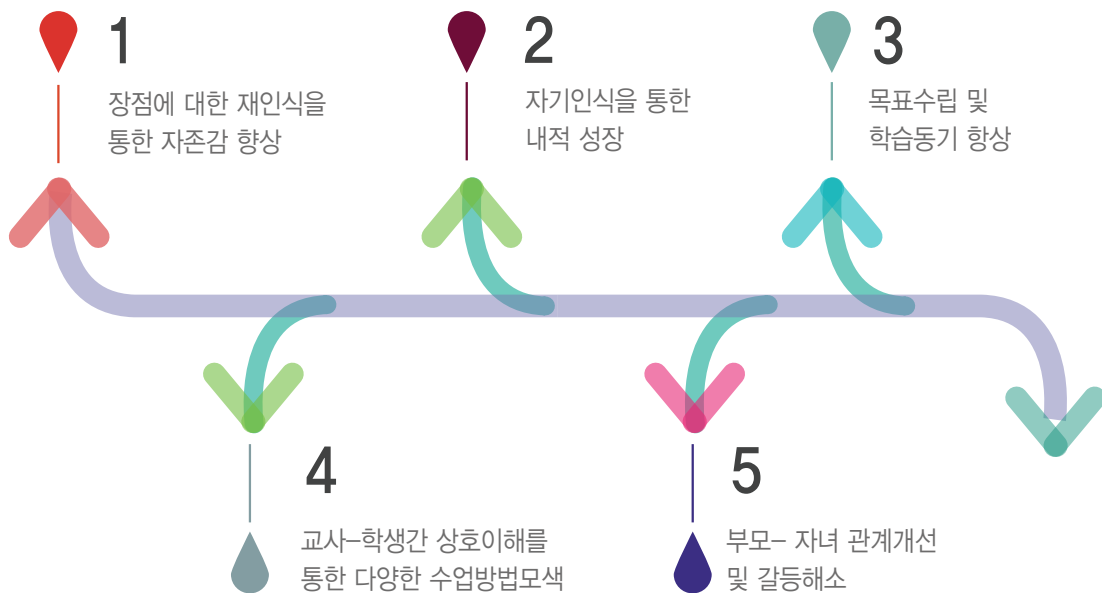 1
장점에 대한 재인식을
통한 자존감 향상
2
자기인식을 통한
내적 성장
3
목표수립 및
학습동기 항상
4
교사–학생간 상호이해를
통한 다양한 수업방법모색
5
부모– 자녀 관계개선
및 갈등해소